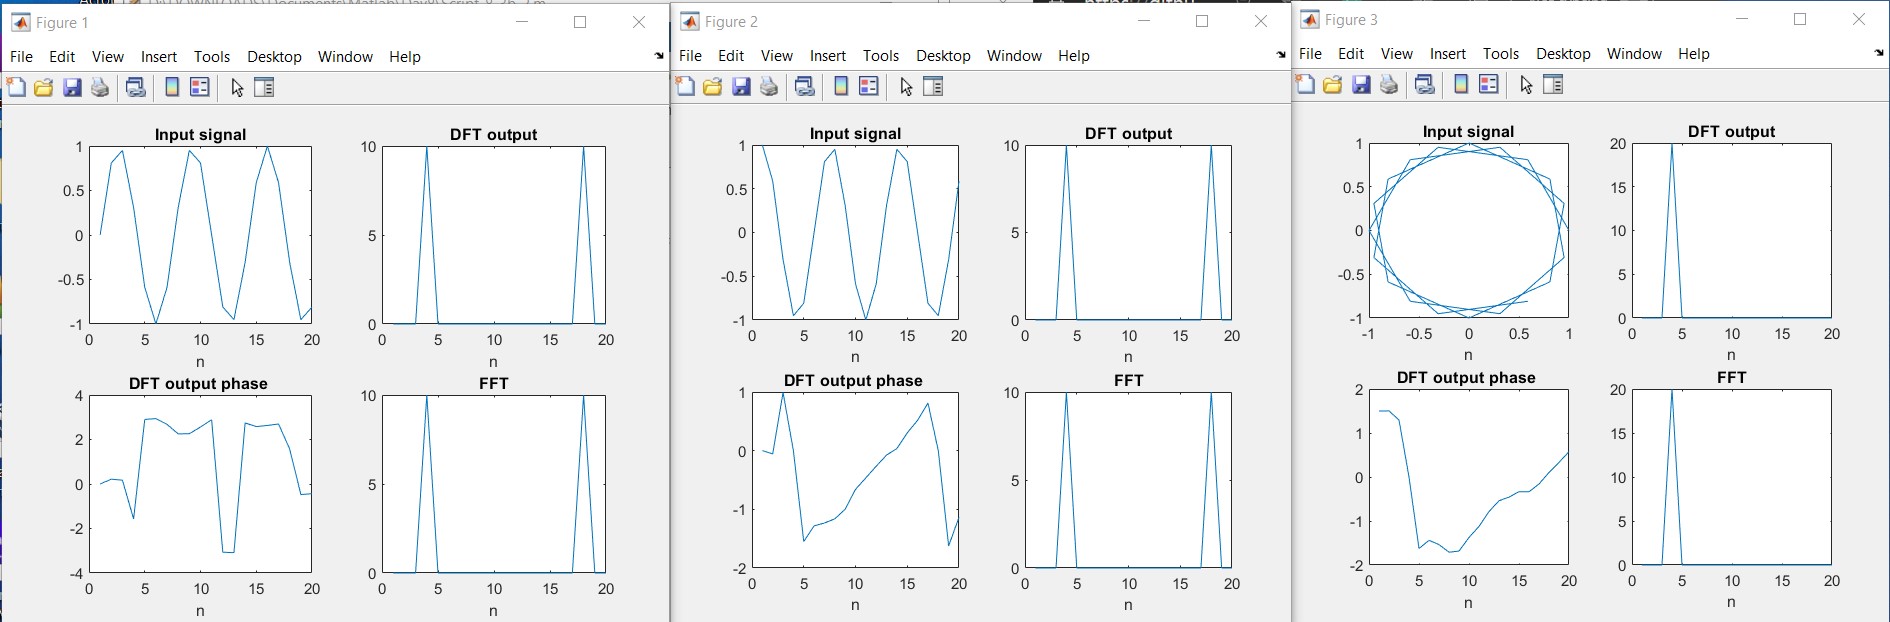 Figure 1
File Edit View Insert Tools Desktop Window Help
Input signal
1
0.5
0
-0.5
-1
0 5 10 15 20
n
DFT output
10
5
0
0 5 10 15 20
n
DFT output phase
4
2
0
-2
-4
0 5 10 15 20
n
FFT
10
5
0
0 5 10 15 20
n
Figure 2
File Edit View Insert Tools Desktop Window Help
Input signal
1
0.5
0
-0.5
-1
0 5 10 15 20
n
DFT output
10
5
0
0 5 10 15 20
n
DFT output phase
1
0
-1
-2
0 5 10 15 20
n
FFT
10
5
0
0 5 10 15 20
n
Figure 3
File Edit View Insert Tools Desktop Window Help
Input signal
1
0.5
0
-0.5
-1
-1 -0.5 0 0.5 1
n
DFT output
20
15
10
5
0
0 5 10 15 20
n
DFT output phase
2
1
0
-1
-2
0 5 10 15 20
n
FFT
20
15
10
5
0
0 5 10 15 20
n